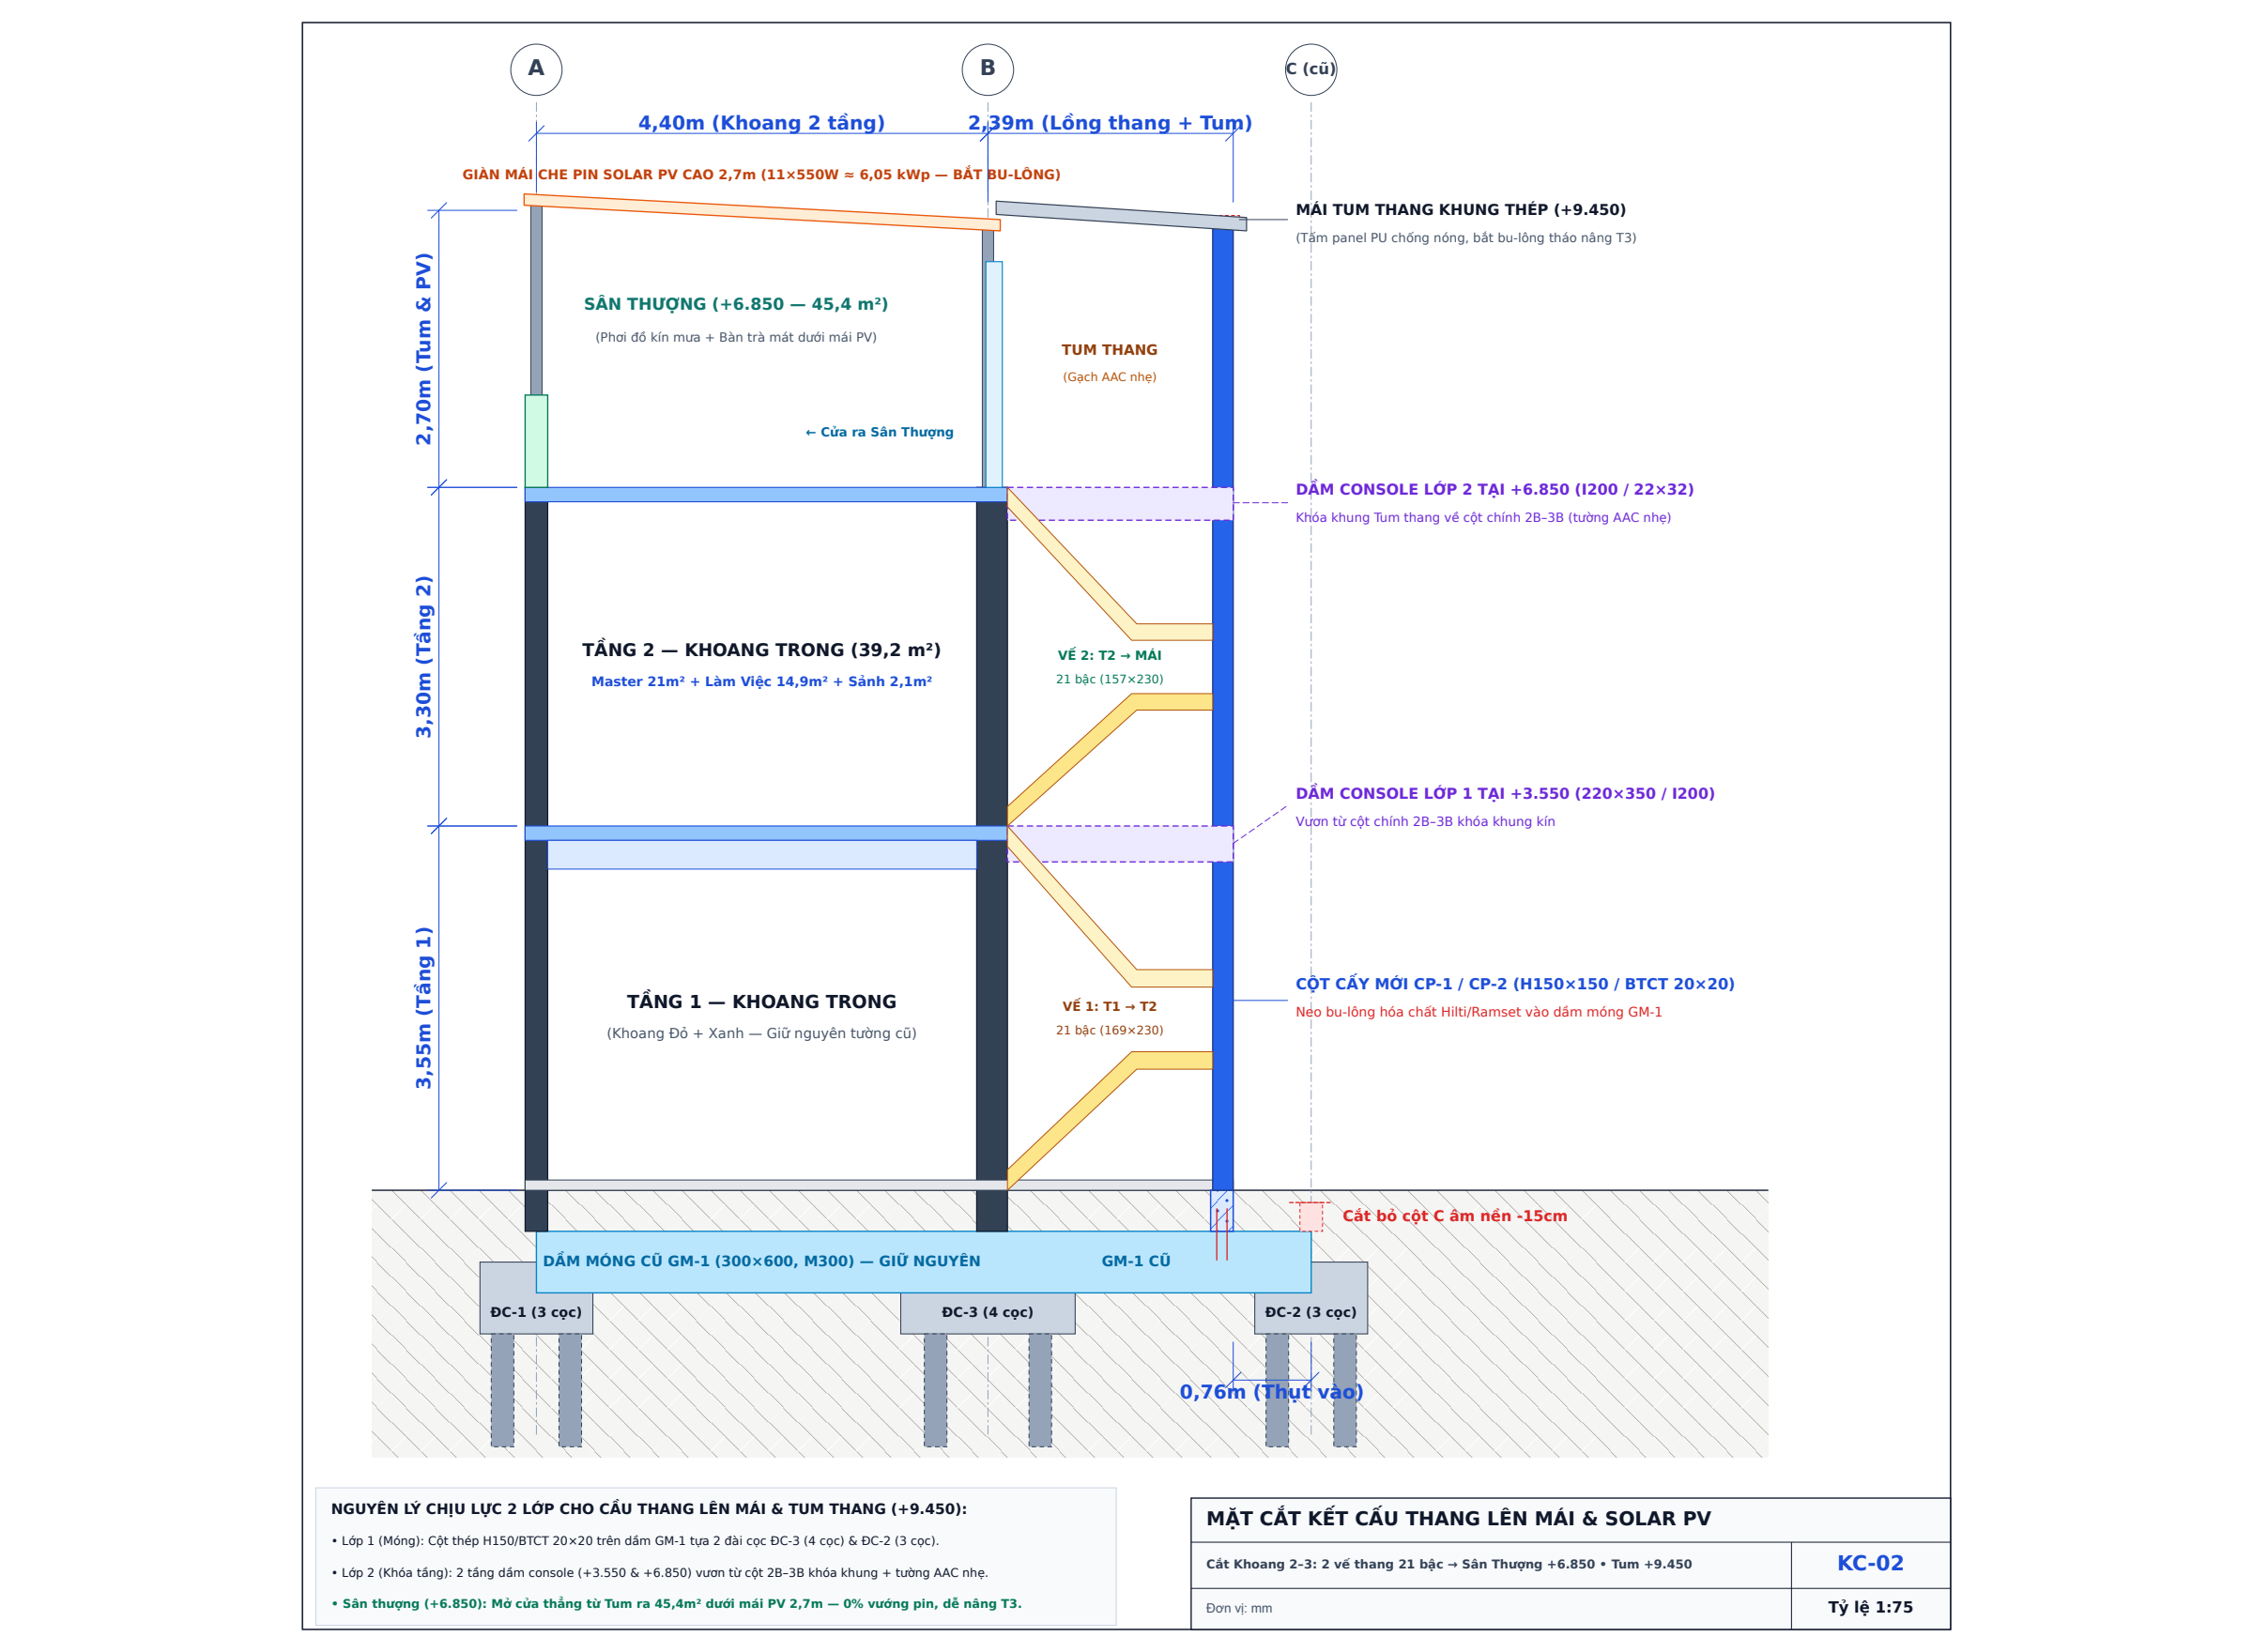 A
B
C (cũ)
4,40m (Khoang 2 tầng)
2,39m (Lồng thang + Tum)
GIÀN MÁI CHE PIN SOLAR PV CAO 2,7m (11×550W ≈ 6,05 kWp — BẮT BU-LÔNG)
MÁI TUM THANG KHUNG THÉP (+9.450)
(Tấm panel PU chống nóng, bắt bu-lông tháo nâng T3)
2,70m (Tum & PV)
SÂN THƯỢNG (+6.850 — 45,4 m²)
(Phơi đồ kín mưa + Bàn trà mát dưới mái PV)
TUM THANG
(Gạch AAC nhẹ)
← Cửa ra Sân Thượng
DẦM CONSOLE LỚP 2 TẠI +6.850 (I200 / 22×32)
Khóa khung Tum thang về cột chính 2B–3B (tường AAC nhẹ)
3,30m (Tầng 2)
TẦNG 2 — KHOANG TRONG (39,2 m²)
Master 21m² + Làm Việc 14,9m² + Sảnh 2,1m²
VẾ 2: T2 → MÁI
21 bậc (157×230)
DẦM CONSOLE LỚP 1 TẠI +3.550 (220×350 / I200)
Vươn từ cột chính 2B–3B khóa khung kín
3,55m (Tầng 1)
TẦNG 1 — KHOANG TRONG
(Khoang Đỏ + Xanh — Giữ nguyên tường cũ)
VẾ 1: T1 → T2
21 bậc (169×230)
CỘT CẤY MỚI CP-1 / CP-2 (H150×150 / BTCT 20×20)
Neo bu-lông hóa chất Hilti/Ramset vào dầm móng GM-1
Cắt bỏ cột C âm nền -15cm
DẦM MÓNG CŨ GM-1 (300×600, M300) — GIỮ NGUYÊN
GM-1 CŨ
ĐC-1 (3 cọc)
ĐC-3 (4 cọc)
ĐC-2 (3 cọc)
0,76m (Thụt vào)
NGUYÊN LÝ CHỊU LỰC 2 LỚP CHO CẦU THANG LÊN MÁI & TUM THANG (+9.450):
• Lớp 1 (Móng): Cột thép H150/BTCT 20×20 trên dầm GM-1 tựa 2 đài cọc ĐC-3 (4 cọc) & ĐC-2 (3 cọc).
• Lớp 2 (Khóa tầng): 2 tầng dầm console (+3.550 & +6.850) vươn từ cột 2B–3B khóa khung + tường AAC nhẹ.
• Sân thượng (+6.850): Mở cửa thẳng từ Tum ra 45,4m² dưới mái PV 2,7m — 0% vướng pin, dễ nâng T3.
MẶT CẮT KẾT CẤU THANG LÊN MÁI & SOLAR PV
Cắt Khoang 2–3: 2 vế thang 21 bậc → Sân Thượng +6.850 • Tum +9.450
KC-02
Đơn vị: mm
Tỷ lệ 1:75